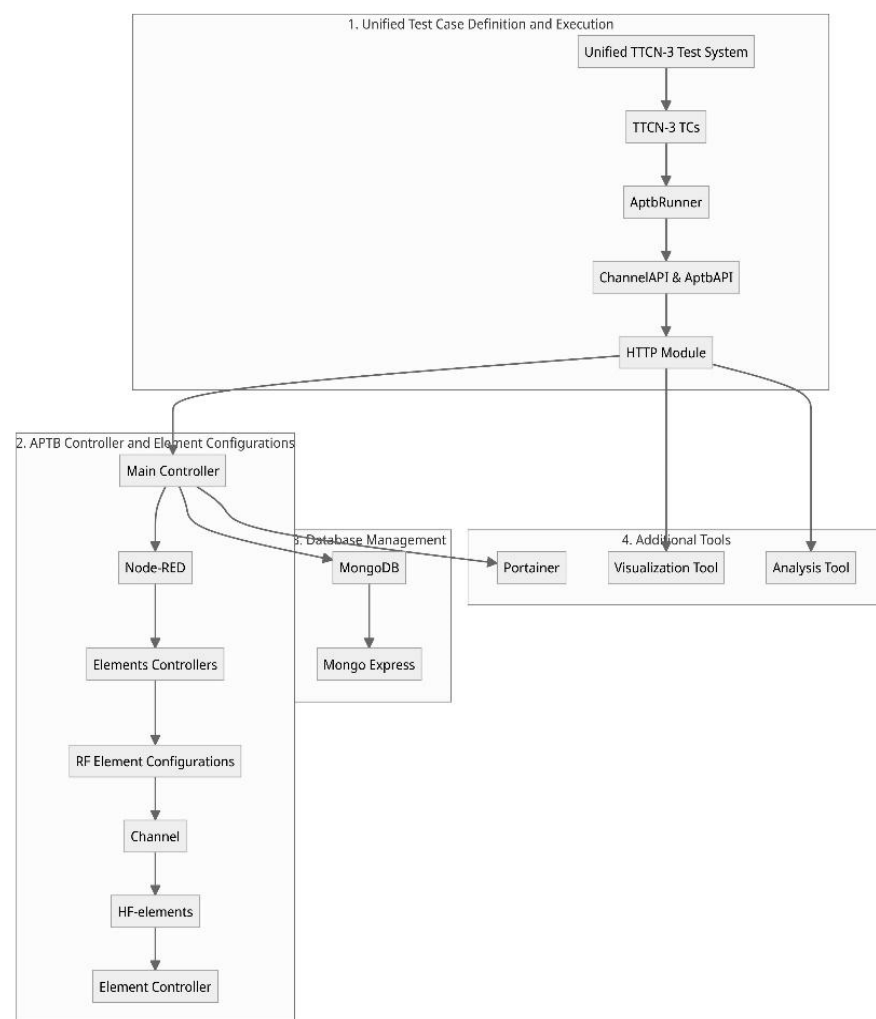 1. Unified Test Case Definition and Execution
Unified TTCN-3 Test System
TTCN-3 TCs
AptbRunner
ChannelAPI & AptbAPI
HTTP Module
2. APTB Controller and Element Configurations
Main Controller
3. Database Management
4. Additional Tools
Node-RED
MongoDB
Portainer
Visualization Tool
Analysis Tool
Elements Controllers
Mongo Express
RF Element Configurations
Channel
HF-elements
Element Controller